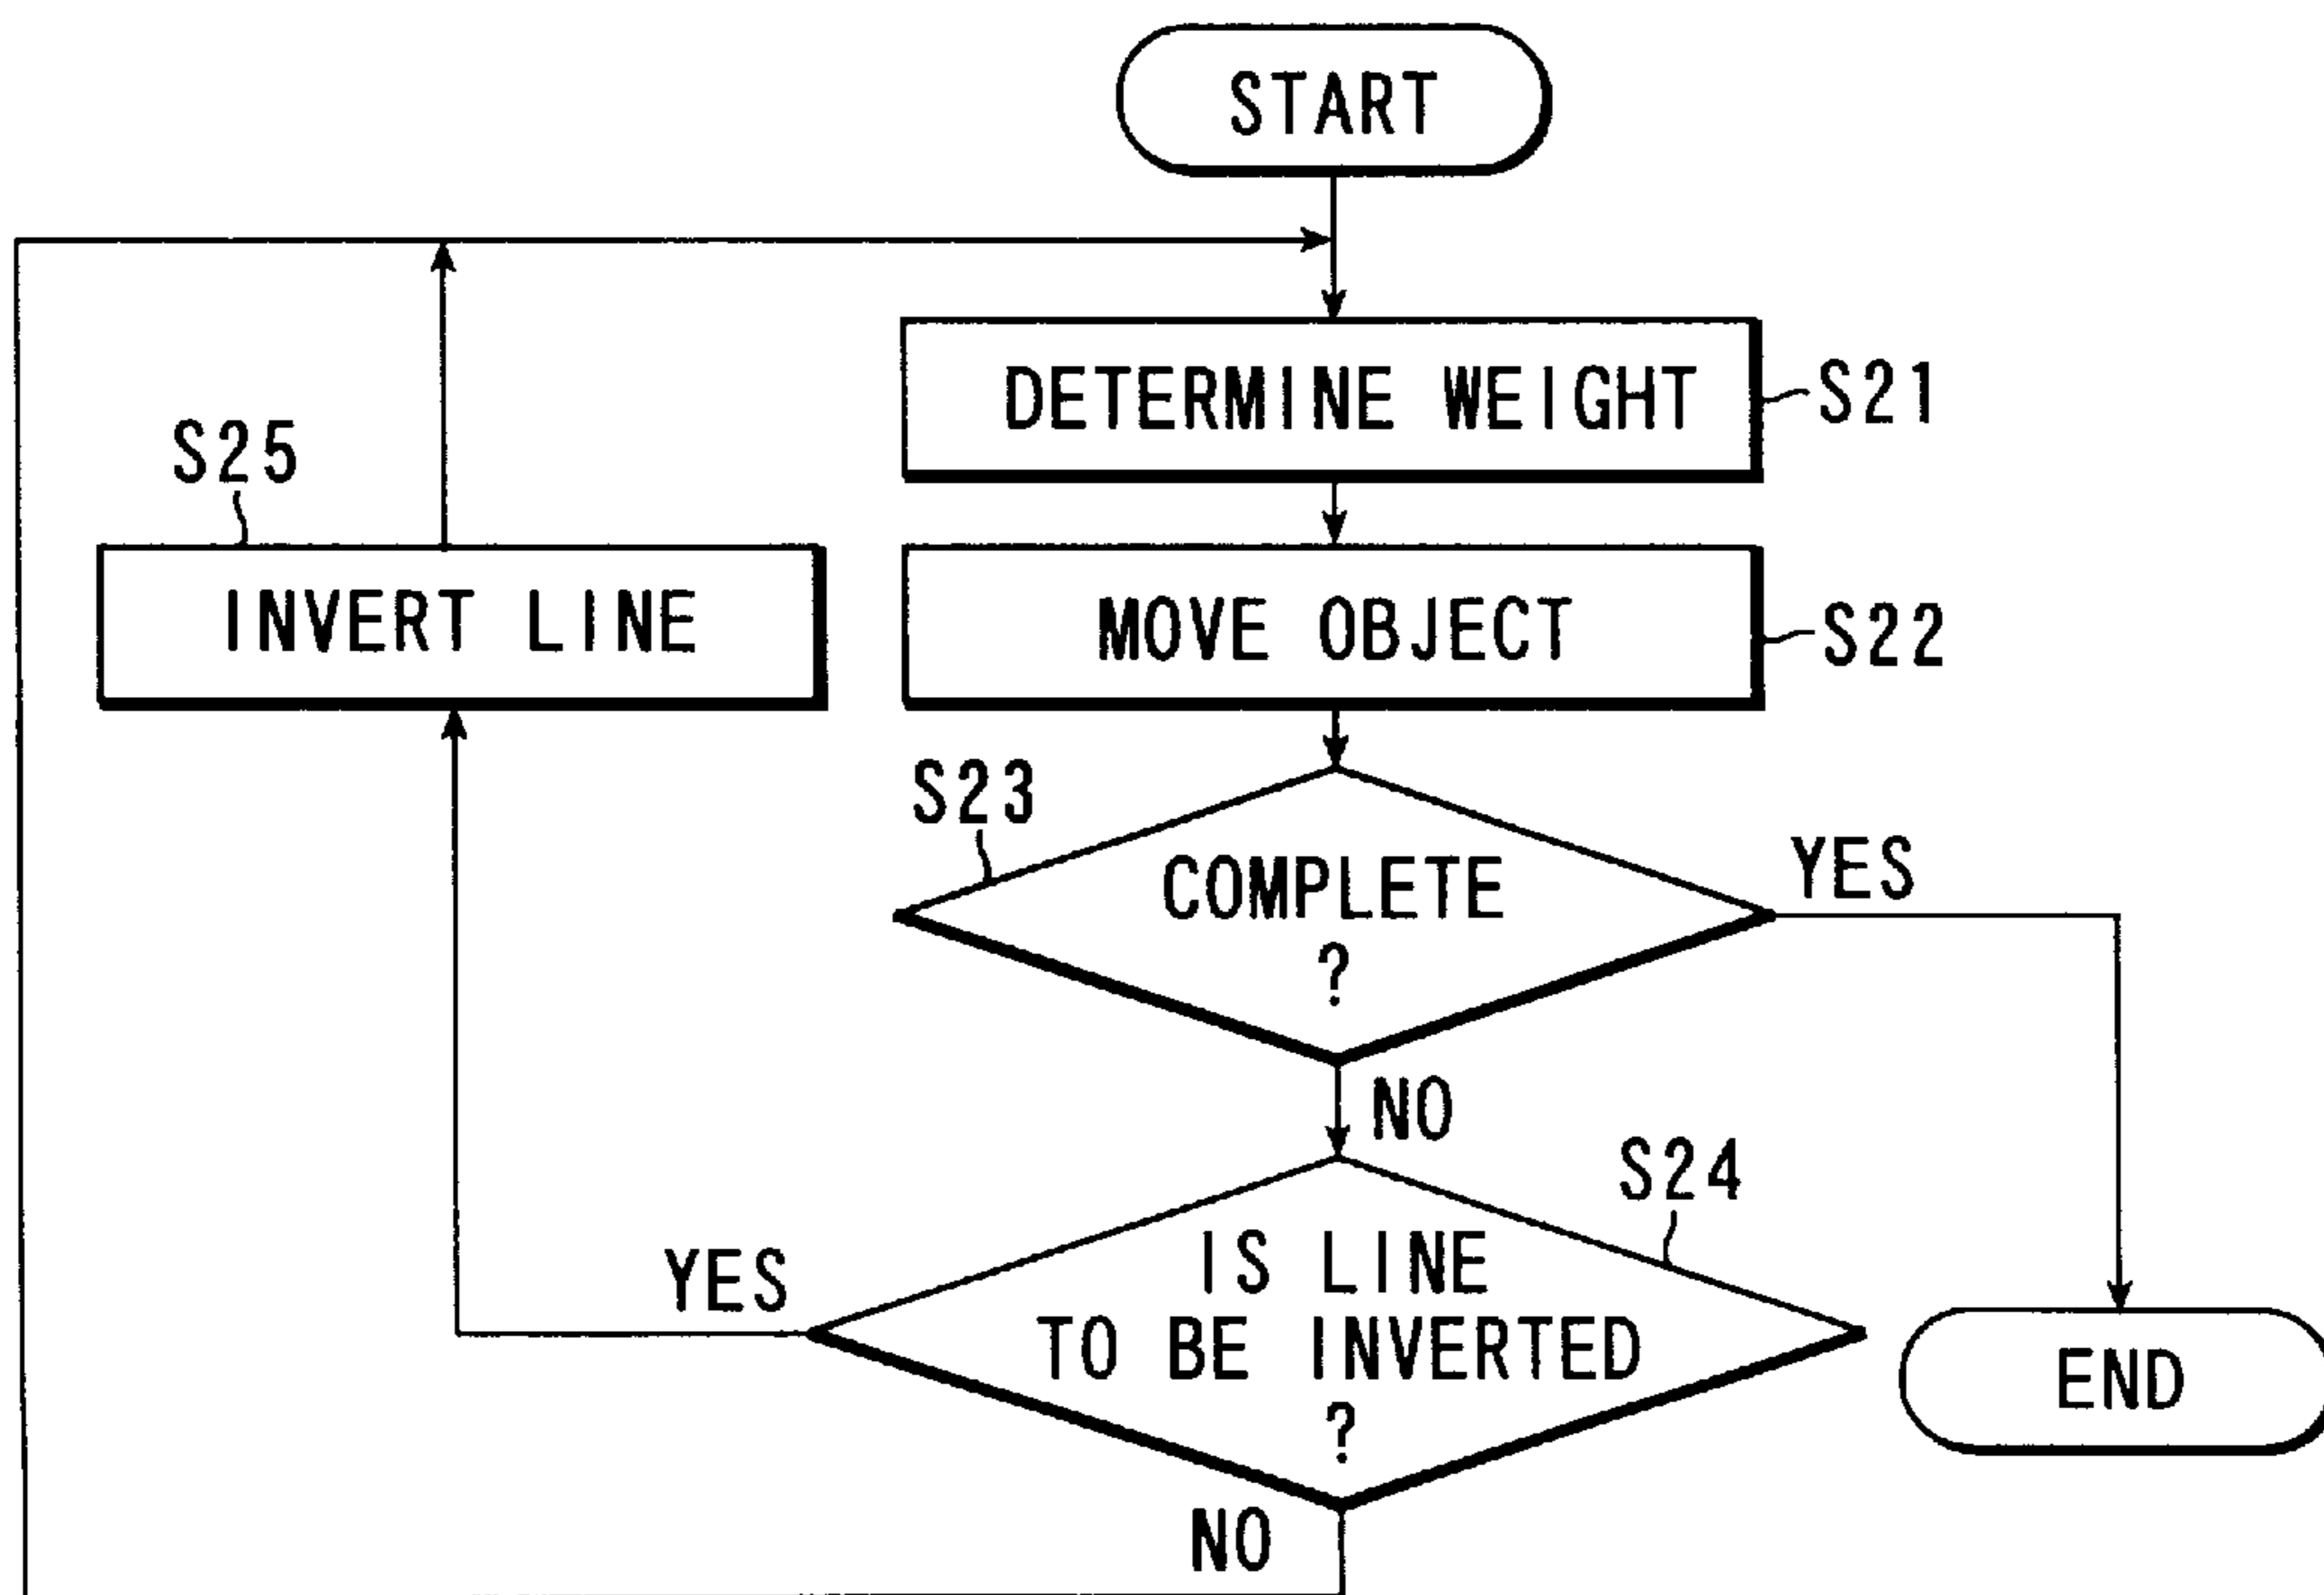 START
DETERMINE WEIGHT
S21
S25
INVERT LINE
MOVE OBJECT
S22
S23
COMPLETE
?
YES
NO
S24
IS LINE
TO BE INVERTED
?
YES
NO
END